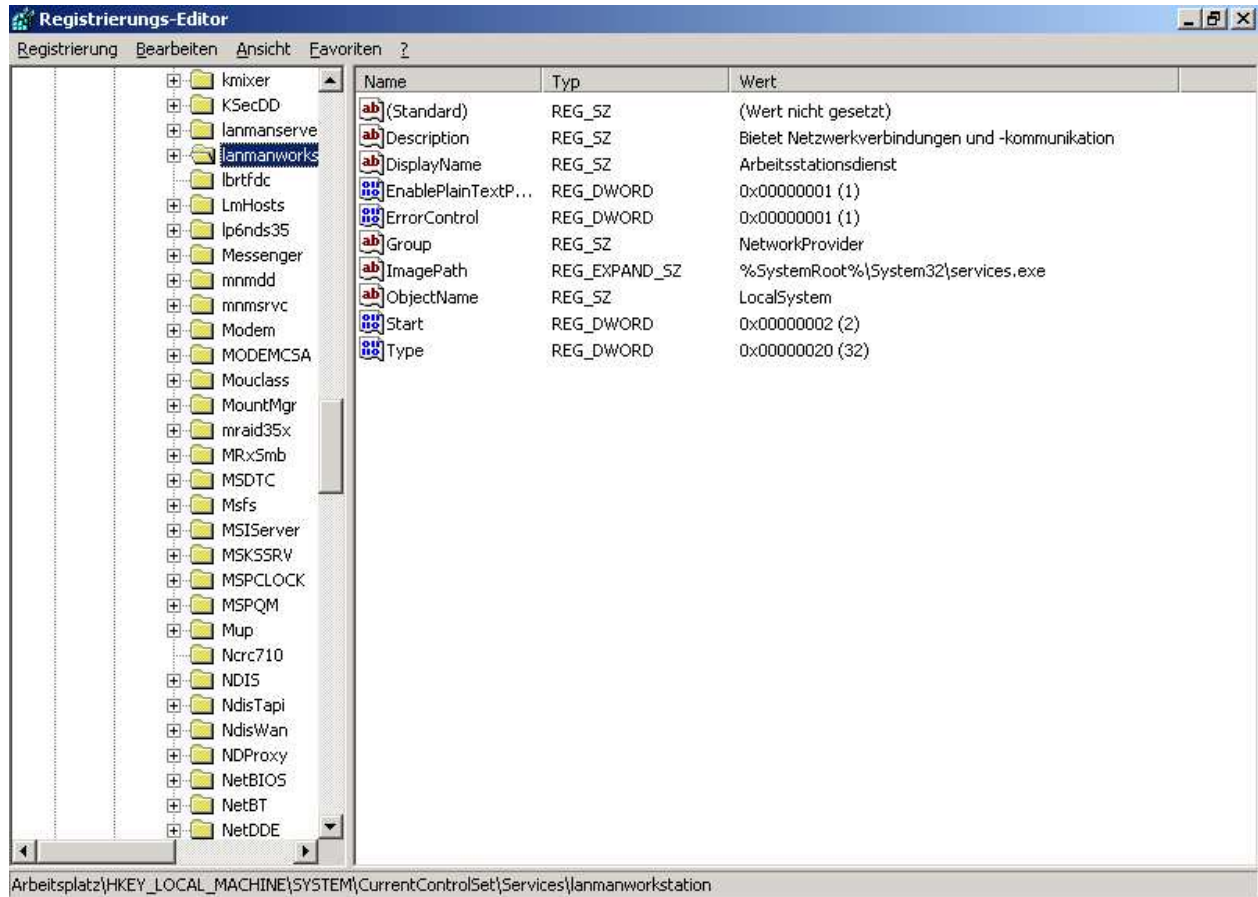 Registrierungs-Editor
Registrierung Bearbeiten Ansicht Favoriten ?
kmixer
KSecDD
lanmanserve
lanmanworks
lbrtfdc
LmHosts
lp6nds35
Messenger
mnmdd
mnmsrvc
Modem
MODEMCSA
Mouclass
MountMgr
mraid35x
MRxSmb
MSDTC
Msfs
MSIServer
MSKSSRV
MSPCLOCK
MSPQM
Mup
Ncrc710
NDIS
NdisTapi
NdisWan
NDProxy
NetBIOS
NetBT
NetDDE
Name Typ Wert
(Standard) REG_SZ (Wert nicht gesetzt)
Description REG_SZ Bietet Netzwerkverbindungen und -kommunikation
DisplayName REG_SZ Arbeitsstationsdienst
EnablePlainTextP... REG_DWORD 0x00000001 (1)
ErrorControl REG_DWORD 0x00000001 (1)
Group REG_SZ NetworkProvider
ImagePath REG_EXPAND_SZ %SystemRoot%\System32\services.exe
ObjectName REG_SZ LocalSystem
Start REG_DWORD 0x00000002 (2)
Type REG_DWORD 0x00000020 (32)
Arbeitsplatz\HKEY_LOCAL_MACHINE\SYSTEM\CurrentControlSet\Services\lanmanworkstation